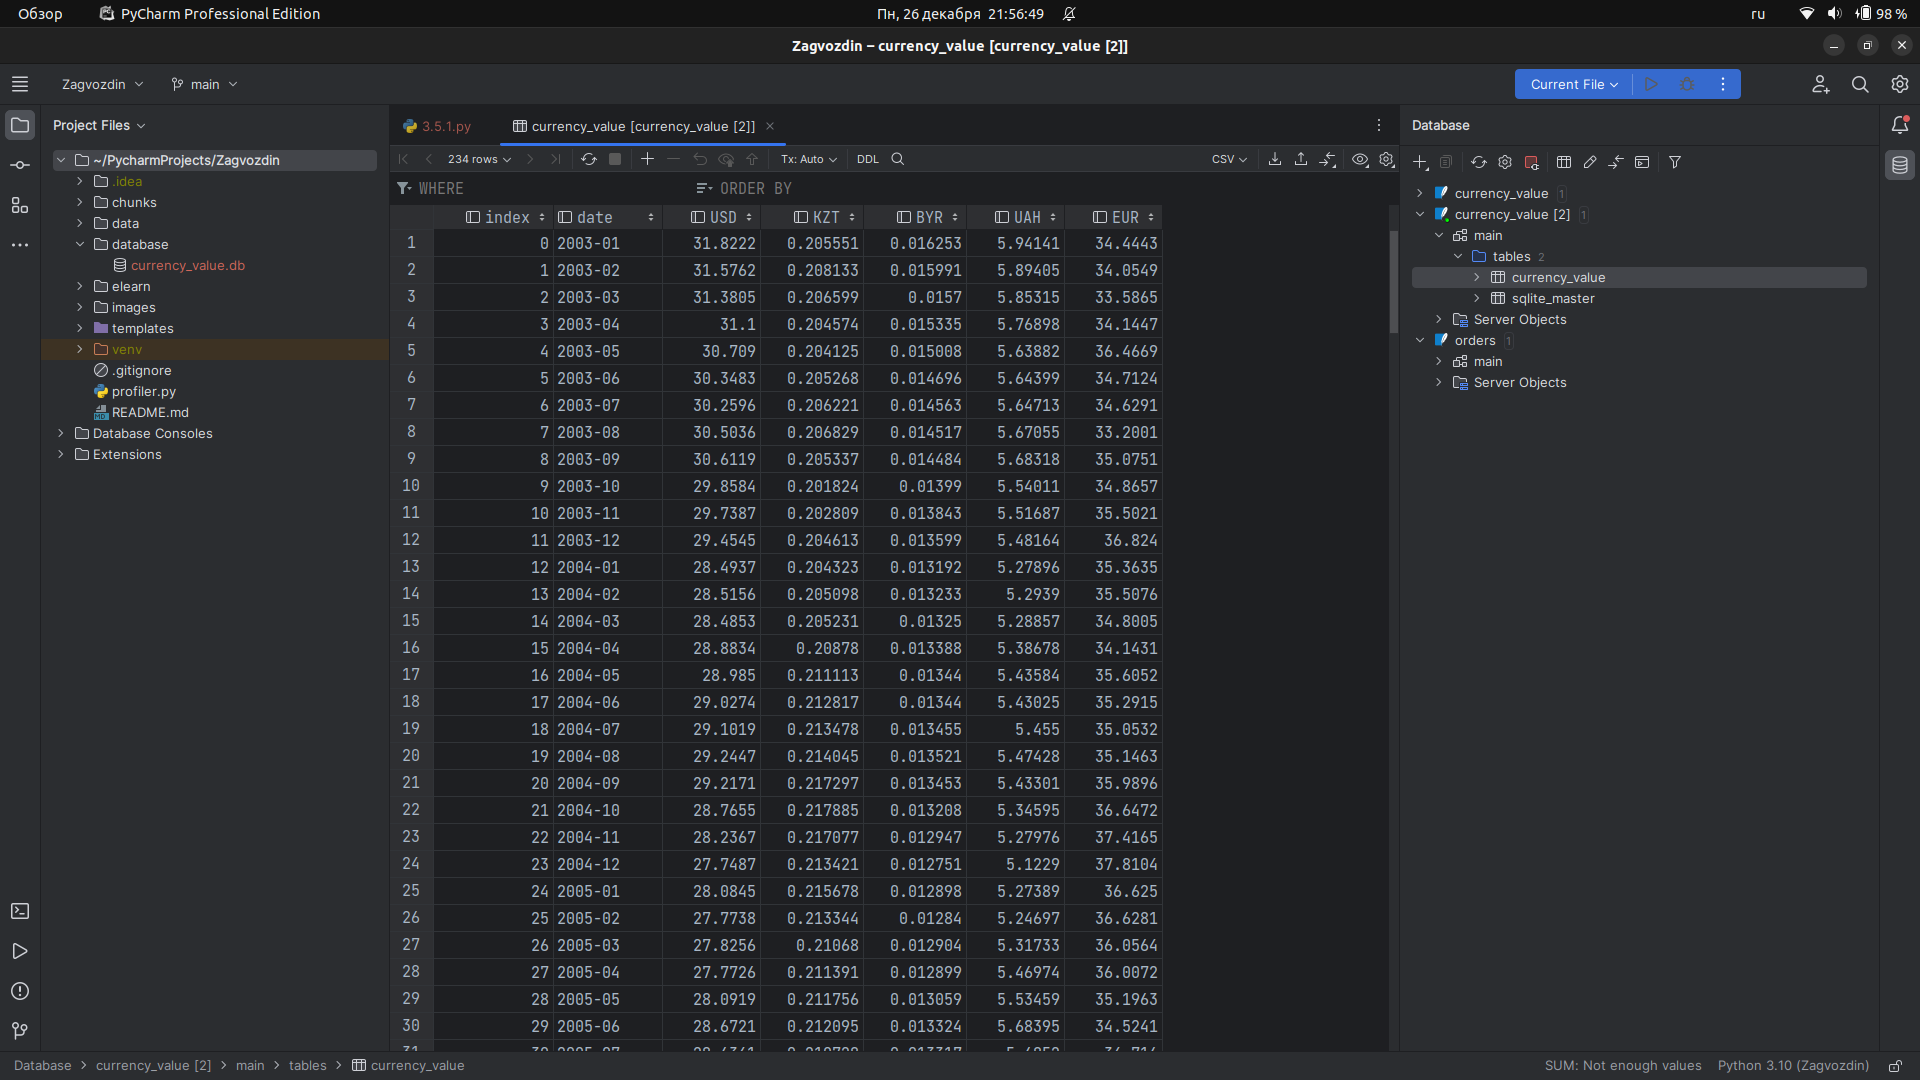 Обзор PyCharm Professional Edition Пн, 26 декабря 21:56:49 ru 98 %
Zagvozdin – currency_value [currency_value [2]]
Zagvozdin main Current File
Project Files
~/PycharmProjects/Zagvozdin
.idea
chunks
data
database
currency_value.db
elearn
images
templates
venv
.gitignore
profiler.py
README.md
Database Consoles
Extensions
3.5.1.py currency_value [currency_value [2]]
234 rows Tx: Auto DDL CSV
WHERE ORDER BY
index date USD KZT BYR UAH EUR
1 0 2003-01 31.8222 0.205551 0.016253 5.94141 34.4443
2 1 2003-02 31.5762 0.208133 0.015991 5.89405 34.0549
3 2 2003-03 31.3805 0.206599 0.0157 5.85315 33.5865
4 3 2003-04 31.1 0.204574 0.015335 5.76898 34.1447
5 4 2003-05 30.709 0.204125 0.015008 5.63882 36.4669
6 5 2003-06 30.3483 0.205268 0.014696 5.64399 34.7124
7 6 2003-07 30.2596 0.206221 0.014563 5.64713 34.6291
8 7 2003-08 30.5036 0.206829 0.014517 5.67055 33.2001
9 8 2003-09 30.6119 0.205337 0.014484 5.68318 35.0751
10 9 2003-10 29.8584 0.201824 0.01399 5.54011 34.8657
11 10 2003-11 29.7387 0.202809 0.013843 5.51687 35.5021
12 11 2003-12 29.4545 0.204613 0.013599 5.48164 36.824
13 12 2004-01 28.4937 0.204323 0.013192 5.27896 35.3635
14 13 2004-02 28.5156 0.205098 0.013233 5.2939 35.5076
15 14 2004-03 28.4853 0.205231 0.01325 5.28857 34.8005
16 15 2004-04 28.8834 0.20878 0.013388 5.38678 34.1431
17 16 2004-05 28.985 0.211113 0.01344 5.43584 35.6052
18 17 2004-06 29.0274 0.212817 0.01344 5.43025 35.2915
19 18 2004-07 29.1019 0.213478 0.013455 5.455 35.0532
20 19 2004-08 29.2447 0.214045 0.013521 5.47428 35.1463
21 20 2004-09 29.2171 0.217297 0.013453 5.43301 35.9896
22 21 2004-10 28.7655 0.217885 0.013208 5.34595 36.6472
23 22 2004-11 28.2367 0.217077 0.012947 5.27976 37.4165
24 23 2004-12 27.7487 0.213421 0.012751 5.1229 37.8104
25 24 2005-01 28.0845 0.215678 0.012898 5.27389 36.625
26 25 2005-02 27.7738 0.213344 0.01284 5.24697 36.6281
27 26 2005-03 27.8256 0.21068 0.012904 5.31733 36.0564
28 27 2005-04 27.7726 0.211391 0.012899 5.46974 36.0072
29 28 2005-05 28.0919 0.211756 0.013059 5.53459 35.1963
30 29 2005-06 28.6721 0.212095 0.013324 5.68395 34.5241
Database
currency_value 1
currency_value [2] 1
main
tables 2
currency_value
sqlite_master
Server Objects
orders 1
main
Server Objects
Database currency_value [2] main tables currency_value SUM: Not enough values Python 3.10 (Zagvozdin)